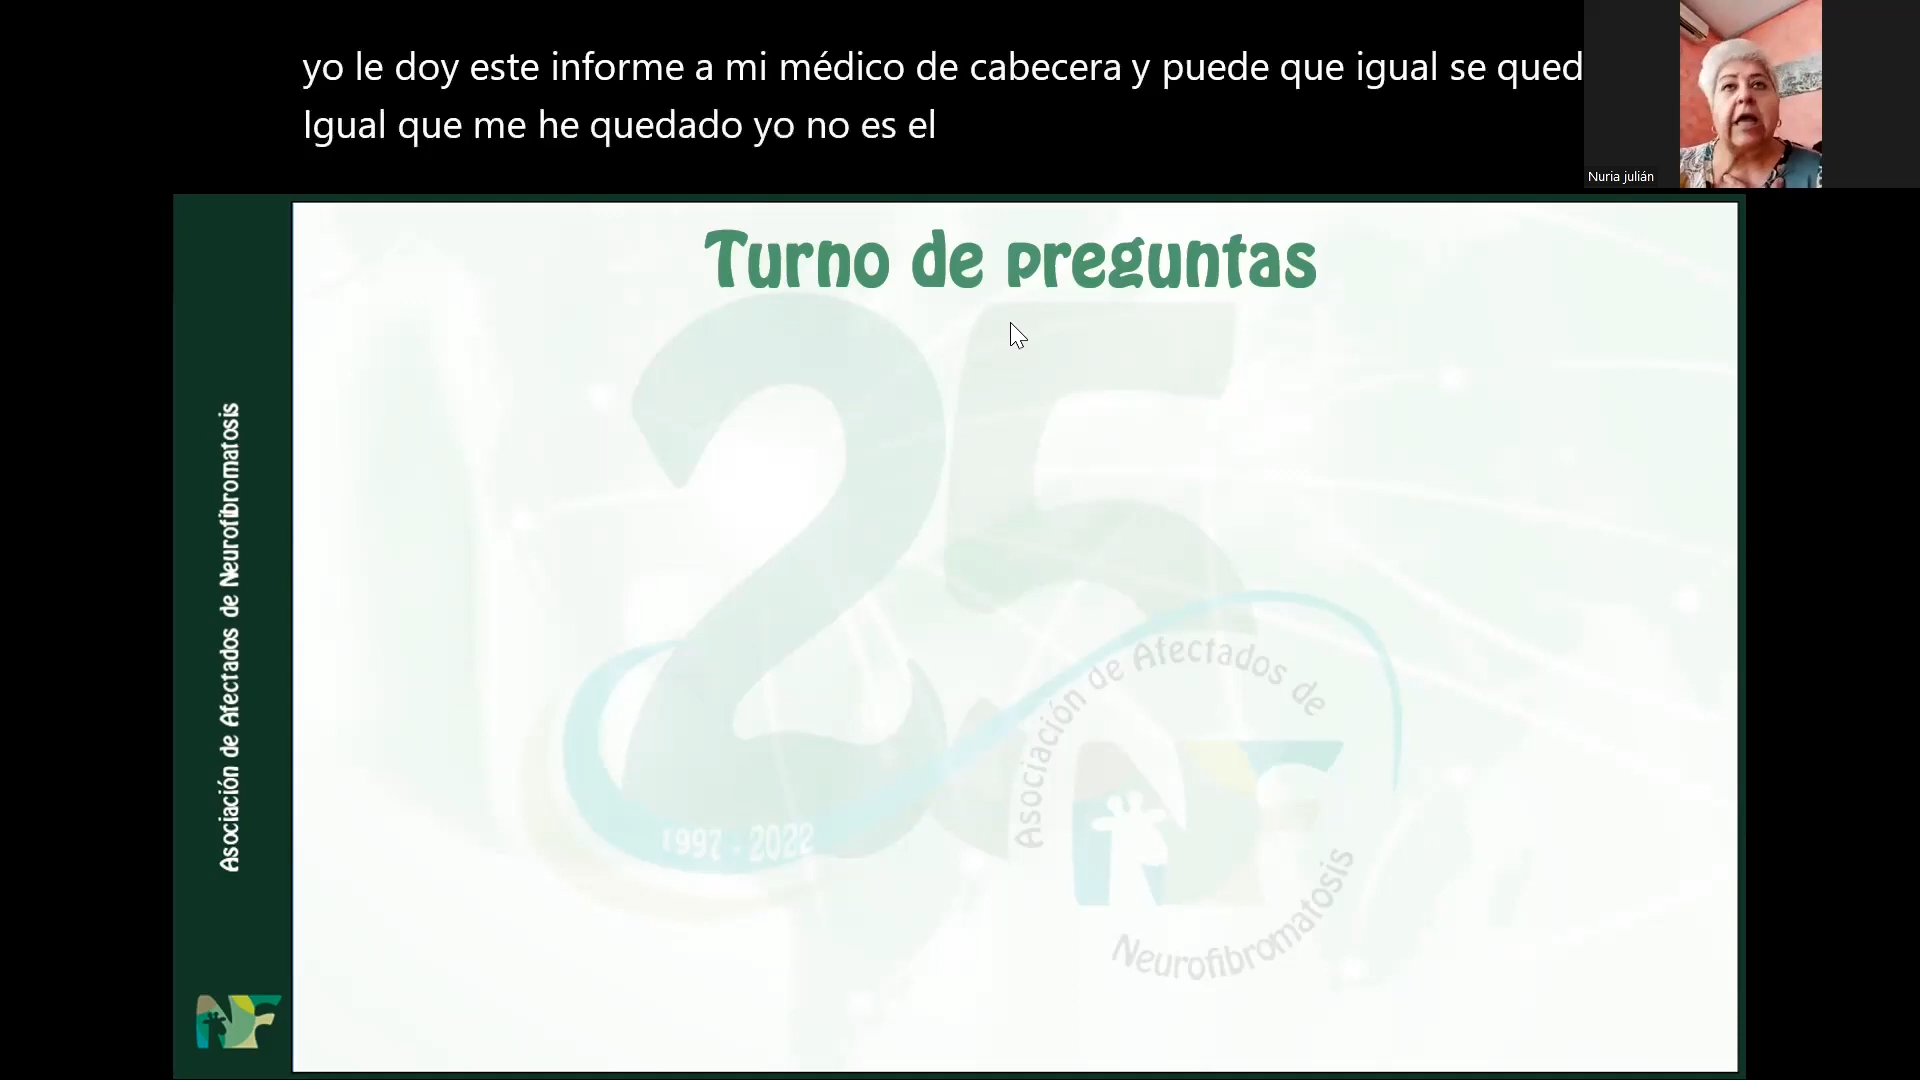 yo le doy este informe a mi médico de cabecera y puede que igual se qued
Igual que me he quedado yo no es el
Nuria julián
Turno de preguntas
Asociación de Afectados de Neurofibromatosis
1997 - 2022
Asociación de Afectados de
Neurofibromatosis
NF